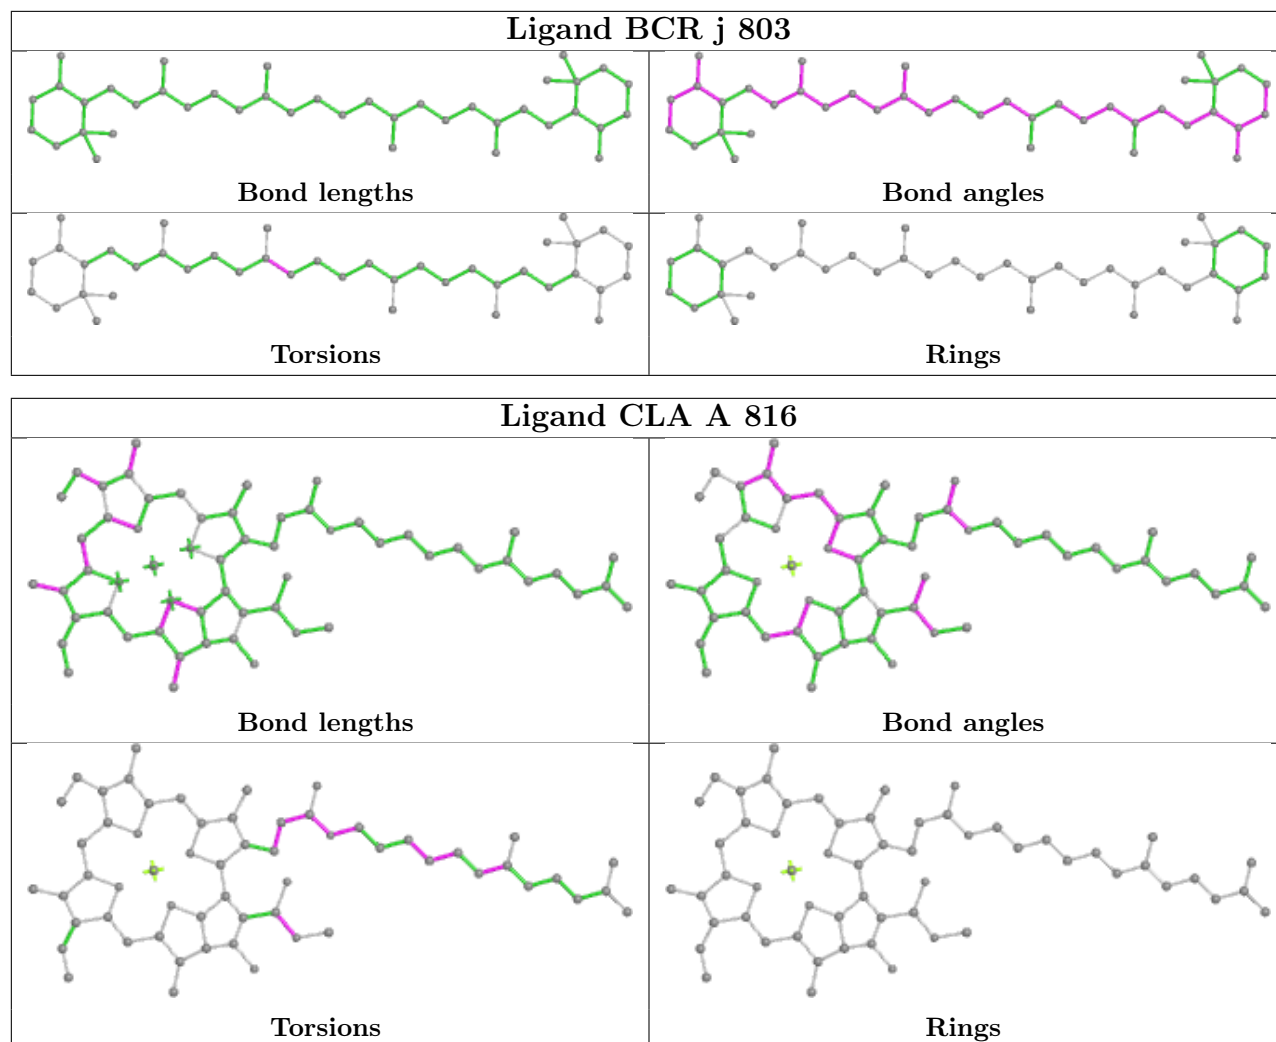 Ligand BCR j 803
Bond lengths
Bond angles
Torsions
Rings
Ligand CLA A 816
Bond lengths
Bond angles
Torsions
Rings